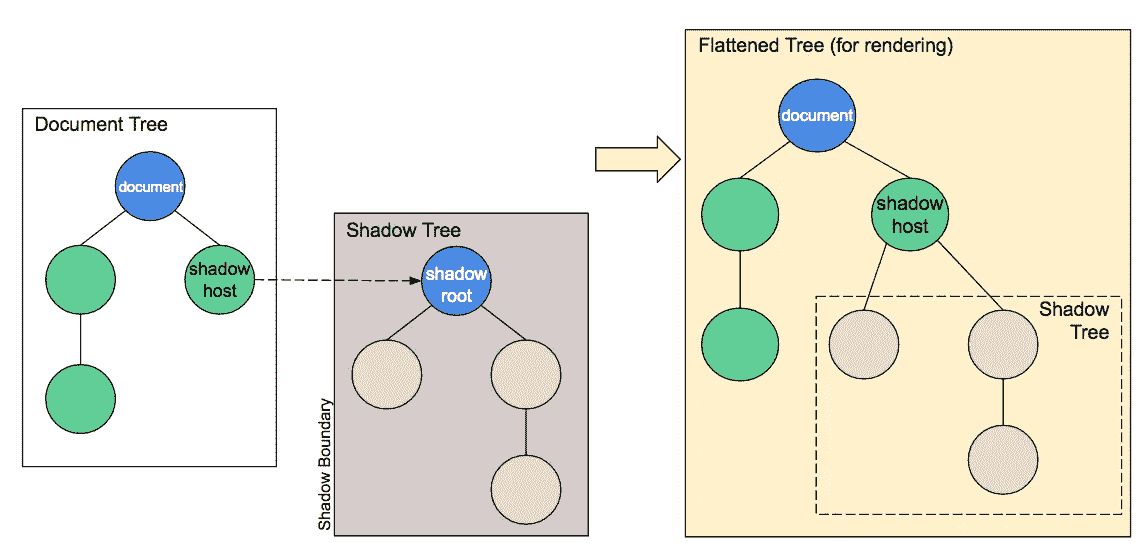 Document Tree
document
shadow
host
Shadow Tree
shadow
root
Shadow Boundary
Flattened Tree (for rendering)
document
shadow
host
Shadow
Tree